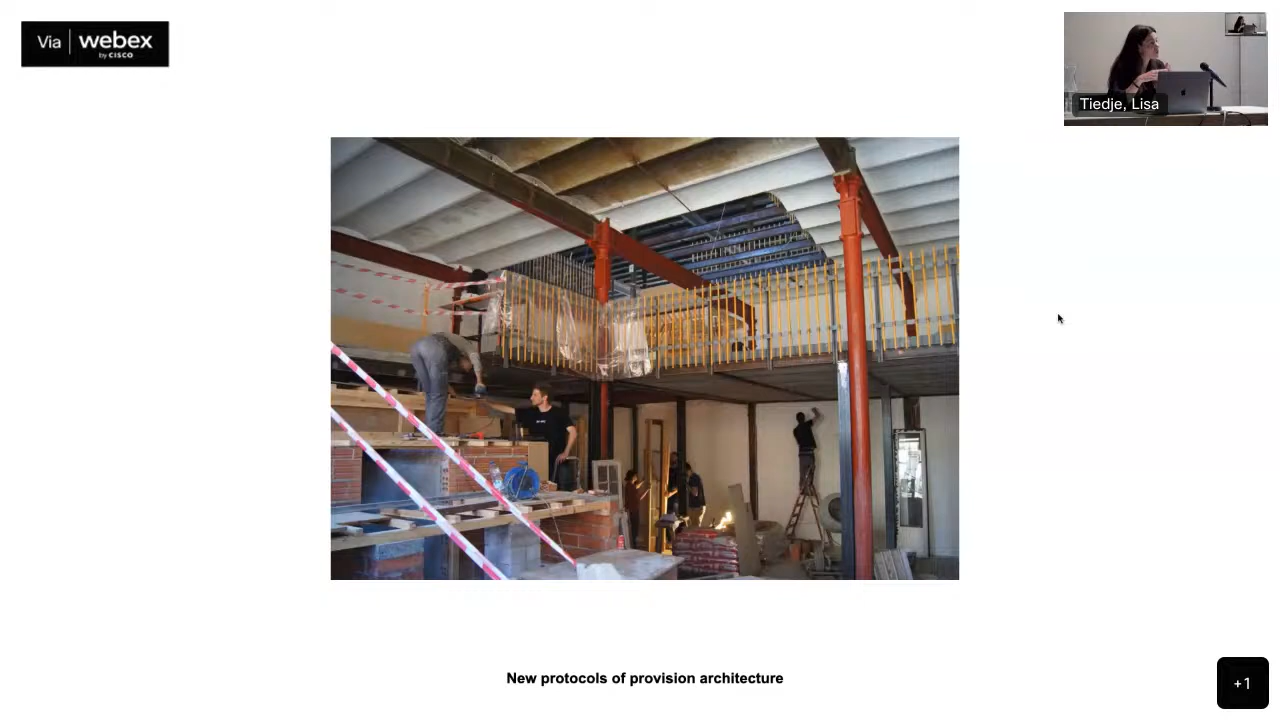 Via | webex
by CISCO
Tiedje, Lisa
New protocols of provision architecture
+1